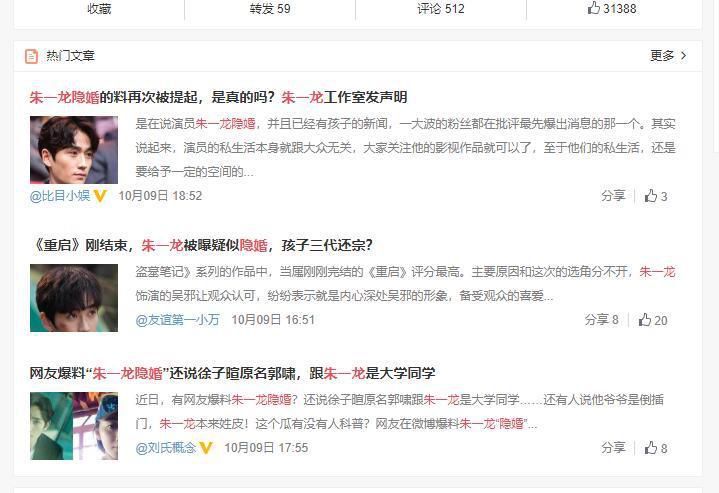 收藏 转发 59 评论 512 31388
热门文章 更多
朱一龙隐婚的料再次被提起，是真的吗？朱一龙工作室发声明
是在说演员朱一龙隐婚，并且已经有孩子的新闻，一大波的粉丝都在批评最先爆出消息的那一个。其实
说起来，演员的私生活本身就跟大众无关，大家关注他的影视作品就可以了，至于他们的私生活，还是
要给予一定的空间的...
@比目小娱 10月09日 18:52 分享 3
《重启》刚结束，朱一龙被曝疑似隐婚，孩子三代还宗？
盗墓笔记》系列的作品中，当属刚刚完结的《重启》评分最高。主要原因和这次的选角分不开，朱一龙
饰演的吴邪让观众认可，纷纷表示就是内心深处吴邪的形象，备受观众的喜爱...
@友谊第一小万 10月09日 16:51 分享 8 20
网友爆料“朱一龙隐婚”还说徐子暄原名郭啸，跟朱一龙是大学同学
近日，有网友爆料朱一龙隐婚？还说徐子暄原名郭啸跟朱一龙是大学同学……还有人说他爷爷是倒插
门，朱一龙本来姓皮！这个瓜有没有人科普？网友在微博爆料朱一龙“隐婚”...
@刘氏概念 10月09日 17:55 分享 8